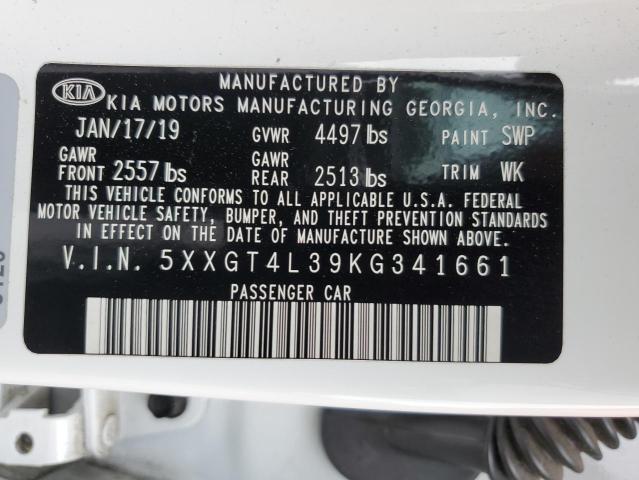 KIA
MANUFACTURED BY
KIA MOTORS MANUFACTURING GEORGIA, INC.
JAN/17/19 GVWR 4497 lbs PAINT SWP
GAWR FRONT 2557 lbs GAWR REAR 2513 lbs TRIM WK
THIS VEHICLE CONFORMS TO ALL APPLICABLE U.S.A. FEDERAL
MOTOR VEHICLE SAFETY, BUMPER, AND THEFT PREVENTION STANDARDS
IN EFFECT ON THE DATE OF MANUFACTURE SHOWN ABOVE.
V.I.N. 5XXGT4L39KG341661
PASSENGER CAR